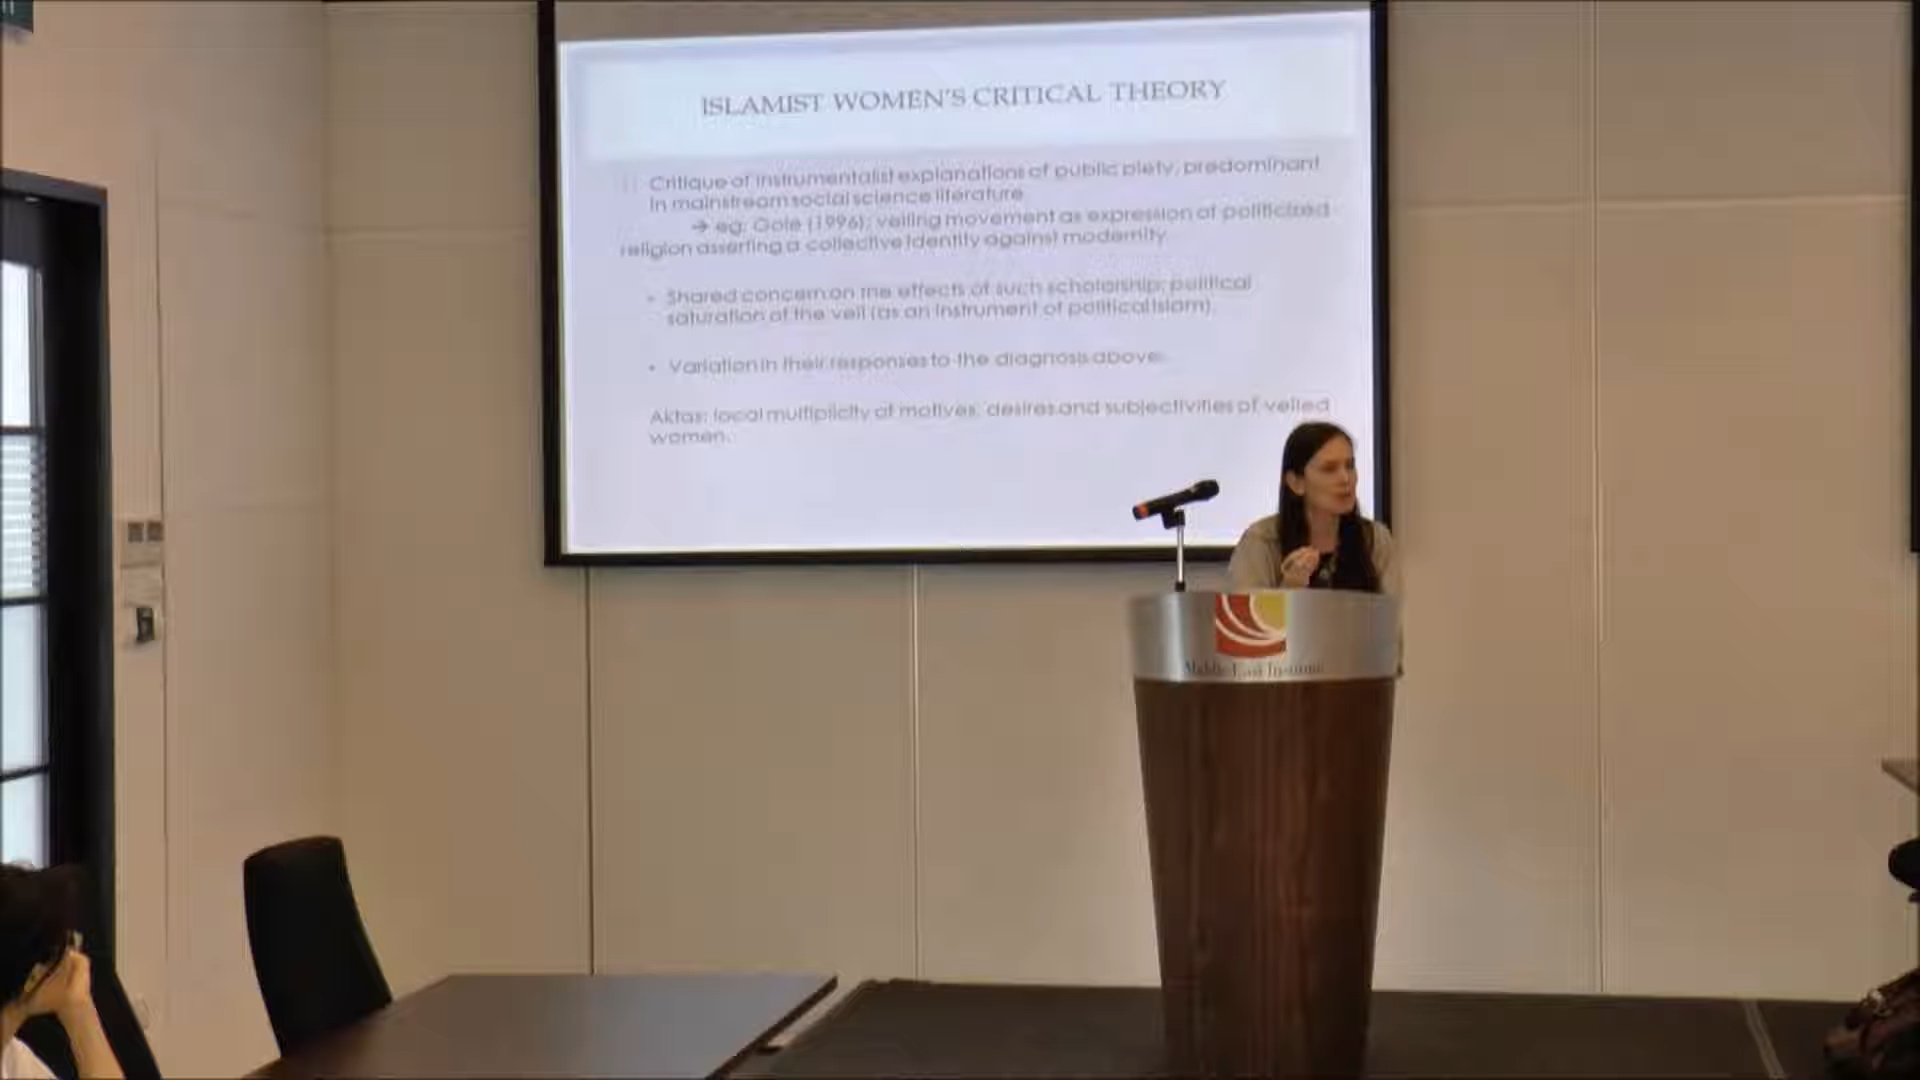 ISLAMIST WOMEN'S CRITICAL THEORY
Critique of instrumentalist explanations of public piety, predominant
in mainstream social science literature
→ eg: Gole (1996); veiling movement as expression of politicized
religion asserting a collective identity against modernity.
• Shared concern on the effects of such scholarship: political
saturation of the veil (as an instrument of political Islam).
• Variation in their responses to the diagnosis above.
Aktas: local multiplicity of motives, desires and subjectivities of veiled
women.
Middle East Institute